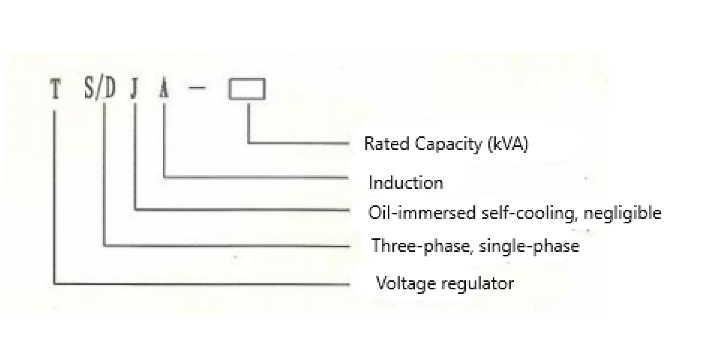 T S/D J A - □
Rated Capacity (kVA)
Induction
Oil-immersed self-cooling, negligible
Three-phase, single-phase
Voltage regulator